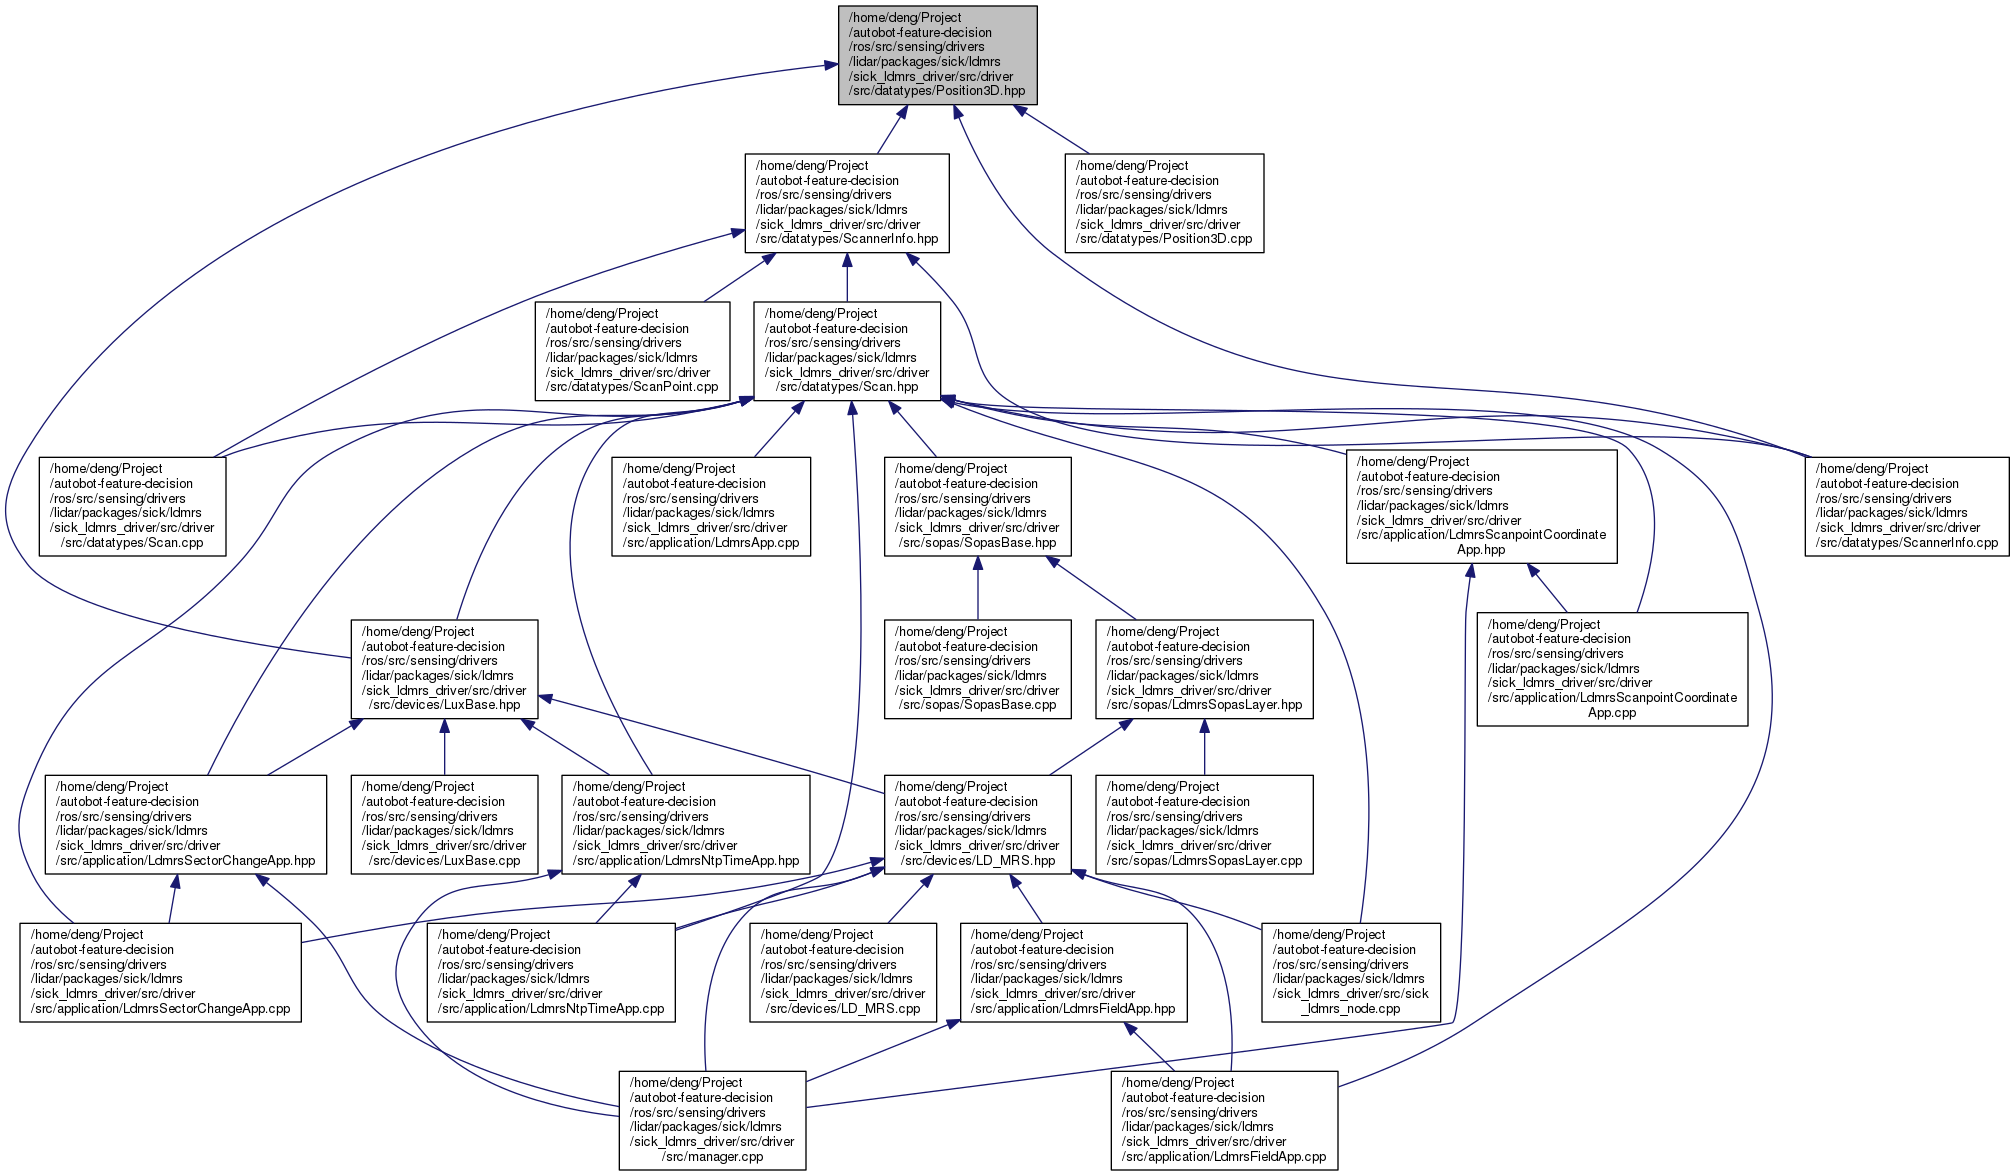 /home/deng/Project
/autobot-feature-decision
/ros/src/sensing/drivers
/lidar/packages/sick/ldmrs
/sick_ldmrs_driver/src/driver
/src/datatypes/Position3D.hpp
/home/deng/Project
/autobot-feature-decision
/ros/src/sensing/drivers
/lidar/packages/sick/ldmrs
/sick_ldmrs_driver/src/driver
/src/datatypes/ScannerInfo.hpp
/home/deng/Project
/autobot-feature-decision
/ros/src/sensing/drivers
/lidar/packages/sick/ldmrs
/sick_ldmrs_driver/src/driver
/src/datatypes/Position3D.cpp
/home/deng/Project
/autobot-feature-decision
/ros/src/sensing/drivers
/lidar/packages/sick/ldmrs
/sick_ldmrs_driver/src/driver
/src/datatypes/ScanPoint.cpp
/home/deng/Project
/autobot-feature-decision
/ros/src/sensing/drivers
/lidar/packages/sick/ldmrs
/sick_ldmrs_driver/src/driver
/src/datatypes/Scan.hpp
/home/deng/Project
/autobot-feature-decision
/ros/src/sensing/drivers
/lidar/packages/sick/ldmrs
/sick_ldmrs_driver/src/driver
/src/datatypes/Scan.cpp
/home/deng/Project
/autobot-feature-decision
/ros/src/sensing/drivers
/lidar/packages/sick/ldmrs
/sick_ldmrs_driver/src/driver
/src/application/LdmrsApp.cpp
/home/deng/Project
/autobot-feature-decision
/ros/src/sensing/drivers
/lidar/packages/sick/ldmrs
/sick_ldmrs_driver/src/driver
/src/sopas/SopasBase.hpp
/home/deng/Project
/autobot-feature-decision
/ros/src/sensing/drivers
/lidar/packages/sick/ldmrs
/sick_ldmrs_driver/src/driver
/src/application/LdmrsScanpointCoordinate
App.hpp
/home/deng/Project
/autobot-feature-decision
/ros/src/sensing/drivers
/lidar/packages/sick/ldmrs
/sick_ldmrs_driver/src/driver
/src/datatypes/ScannerInfo.cpp
/home/deng/Project
/autobot-feature-decision
/ros/src/sensing/drivers
/lidar/packages/sick/ldmrs
/sick_ldmrs_driver/src/driver
/src/devices/LuxBase.hpp
/home/deng/Project
/autobot-feature-decision
/ros/src/sensing/drivers
/lidar/packages/sick/ldmrs
/sick_ldmrs_driver/src/driver
/src/sopas/SopasBase.cpp
/home/deng/Project
/autobot-feature-decision
/ros/src/sensing/drivers
/lidar/packages/sick/ldmrs
/sick_ldmrs_driver/src/driver
/src/sopas/LdmrsSopasLayer.hpp
/home/deng/Project
/autobot-feature-decision
/ros/src/sensing/drivers
/lidar/packages/sick/ldmrs
/sick_ldmrs_driver/src/driver
/src/application/LdmrsScanpointCoordinate
App.cpp
/home/deng/Project
/autobot-feature-decision
/ros/src/sensing/drivers
/lidar/packages/sick/ldmrs
/sick_ldmrs_driver/src/driver
/src/application/LdmrsSectorChangeApp.hpp
/home/deng/Project
/autobot-feature-decision
/ros/src/sensing/drivers
/lidar/packages/sick/ldmrs
/sick_ldmrs_driver/src/driver
/src/devices/LuxBase.cpp
/home/deng/Project
/autobot-feature-decision
/ros/src/sensing/drivers
/lidar/packages/sick/ldmrs
/sick_ldmrs_driver/src/driver
/src/application/LdmrsNtpTimeApp.hpp
/home/deng/Project
/autobot-feature-decision
/ros/src/sensing/drivers
/lidar/packages/sick/ldmrs
/sick_ldmrs_driver/src/driver
/src/devices/LD_MRS.hpp
/home/deng/Project
/autobot-feature-decision
/ros/src/sensing/drivers
/lidar/packages/sick/ldmrs
/sick_ldmrs_driver/src/driver
/src/sopas/LdmrsSopasLayer.cpp
/home/deng/Project
/autobot-feature-decision
/ros/src/sensing/drivers
/lidar/packages/sick/ldmrs
/sick_ldmrs_driver/src/driver
/src/application/LdmrsSectorChangeApp.cpp
/home/deng/Project
/autobot-feature-decision
/ros/src/sensing/drivers
/lidar/packages/sick/ldmrs
/sick_ldmrs_driver/src/driver
/src/application/LdmrsNtpTimeApp.cpp
/home/deng/Project
/autobot-feature-decision
/ros/src/sensing/drivers
/lidar/packages/sick/ldmrs
/sick_ldmrs_driver/src/driver
/src/devices/LD_MRS.cpp
/home/deng/Project
/autobot-feature-decision
/ros/src/sensing/drivers
/lidar/packages/sick/ldmrs
/sick_ldmrs_driver/src/driver
/src/application/LdmrsFieldApp.hpp
/home/deng/Project
/autobot-feature-decision
/ros/src/sensing/drivers
/lidar/packages/sick/ldmrs
/sick_ldmrs_driver/src/sick
_ldmrs_node.cpp
/home/deng/Project
/autobot-feature-decision
/ros/src/sensing/drivers
/lidar/packages/sick/ldmrs
/sick_ldmrs_driver/src/driver
/src/manager.cpp
/home/deng/Project
/autobot-feature-decision
/ros/src/sensing/drivers
/lidar/packages/sick/ldmrs
/sick_ldmrs_driver/src/driver
/src/application/LdmrsFieldApp.cpp